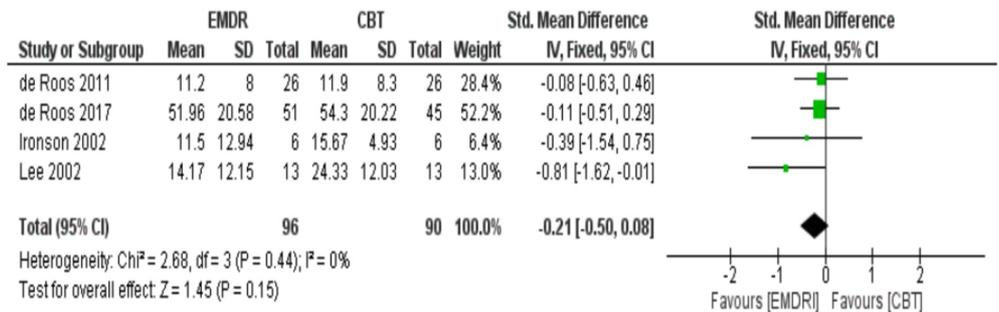 EMDR CBT Std. Mean Difference Std. Mean Difference
Study or Subgroup Mean SD Total Mean SD Total Weight IV, Fixed, 95% CI IV, Fixed, 95% CI
de Roos 2011 11.2 8 26 11.9 8.3 26 28.4% -0.08 [-0.63, 0.46]
de Roos 2017 51.96 20.58 51 54.3 20.22 45 52.2% -0.11 [-0.51, 0.29]
Ironson 2002 11.5 12.94 6 15.67 4.93 6 6.4% -0.39 [-1.54, 0.75]
Lee 2002 14.17 12.15 13 24.33 12.03 13 13.0% -0.81 [-1.62, -0.01]
Total (95% CI) 96 90 100.0% -0.21 [-0.50, 0.08]
Heterogeneity: Chi² = 2.68, df = 3 (P = 0.44); I² = 0%
Test for overall effect: Z = 1.45 (P = 0.15)
-2 -1 0 1 2
Favours [EMDRI] Favours [CBT]